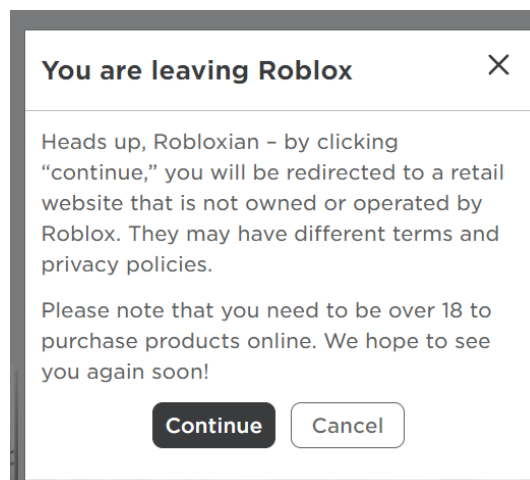 You are leaving Roblox
Heads up, Robloxian – by clicking
“continue,” you will be redirected to a retail
website that is not owned or operated by
Roblox. They may have different terms and
privacy policies.
Please note that you need to be over 18 to
purchase products online. We hope to see
you again soon!
Continue
Cancel